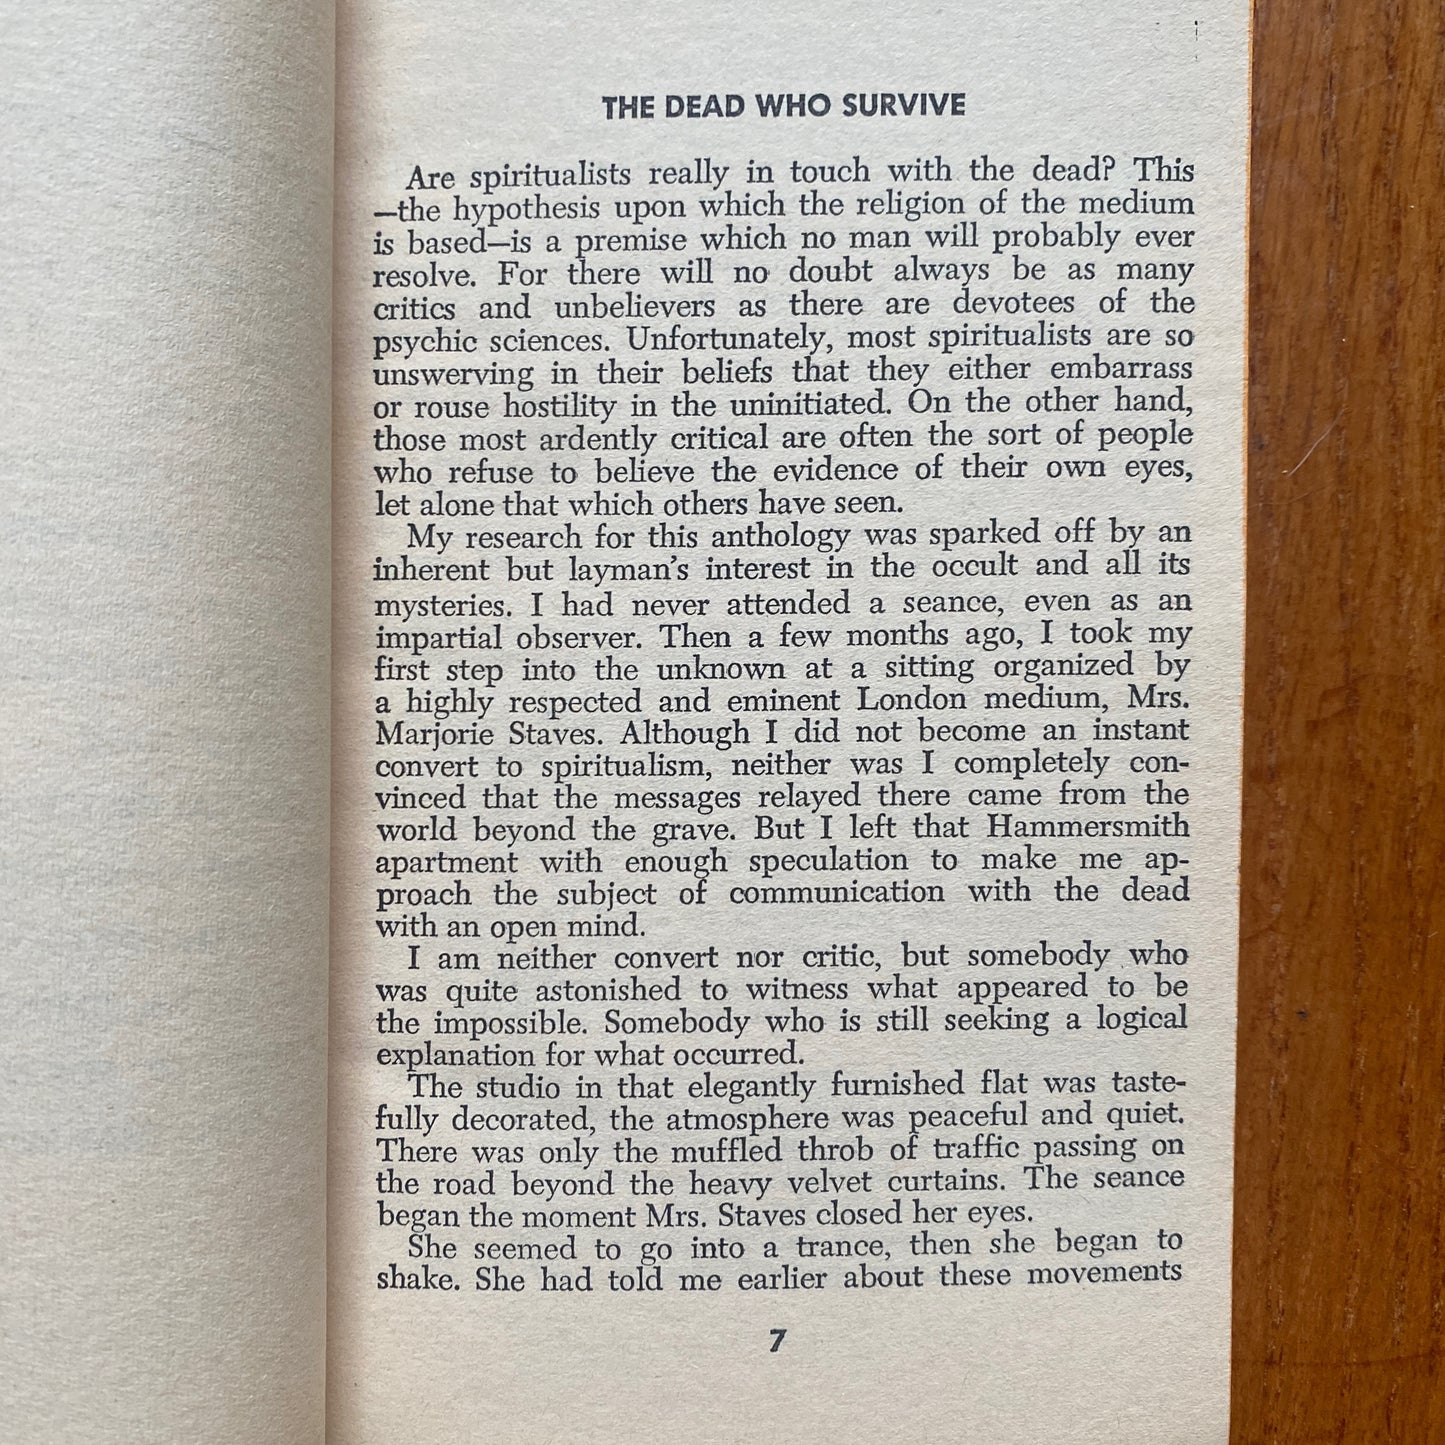 THE DEAD WHO SURVIVE
Are spiritualists really in touch with the dead? This
—the hypothesis upon which the religion of the medium
is based—is a premise which no man will probably ever
resolve. For there will no doubt always be as many
critics and unbelievers as there are devotees of the
psychic sciences. Unfortunately, most spiritualists are so
unswerving in their beliefs that they either embarrass
or rouse hostility in the uninitiated. On the other hand,
those most ardently critical are often the sort of people
who refuse to believe the evidence of their own eyes,
let alone that which others have seen.
My research for this anthology was sparked off by an
inherent but layman's interest in the occult and all its
mysteries. I had never attended a seance, even as an
impartial observer. Then a few months ago, I took my
first step into the unknown at a sitting organized by
a highly respected and eminent London medium, Mrs.
Marjorie Staves. Although I did not become an instant
convert to spiritualism, neither was I completely con-
vinced that the messages relayed there came from the
world beyond the grave. But I left that Hammersmith
apartment with enough speculation to make me ap-
proach the subject of communication with the dead
with an open mind.
I am neither convert nor critic, but somebody who
was quite astonished to witness what appeared to be
the impossible. Somebody who is still seeking a logical
explanation for what occurred.
The studio in that elegantly furnished flat was taste-
fully decorated, the atmosphere was peaceful and quiet.
There was only the muffled throb of traffic passing on
the road beyond the heavy velvet curtains. The seance
began the moment Mrs. Staves closed her eyes.
She seemed to go into a trance, then she began to
shake. She had told me earlier about these movements
7